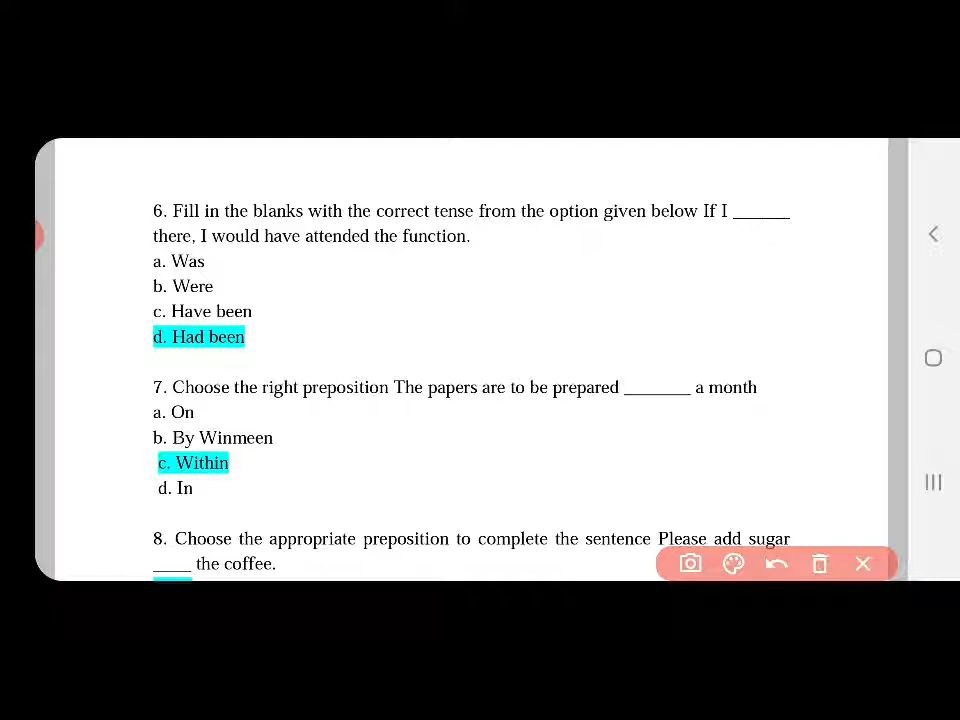 6. Fill in the blanks with the correct tense from the option given below If I ______
there, I would have attended the function.
a. Was
b. Were
c. Have been
d. Had been
7. Choose the right preposition The papers are to be prepared _______ a month
a. On
b. By Winmeen
c. Within
d. In
8. Choose the appropriate preposition to complete the sentence Please add sugar
____ the coffee.